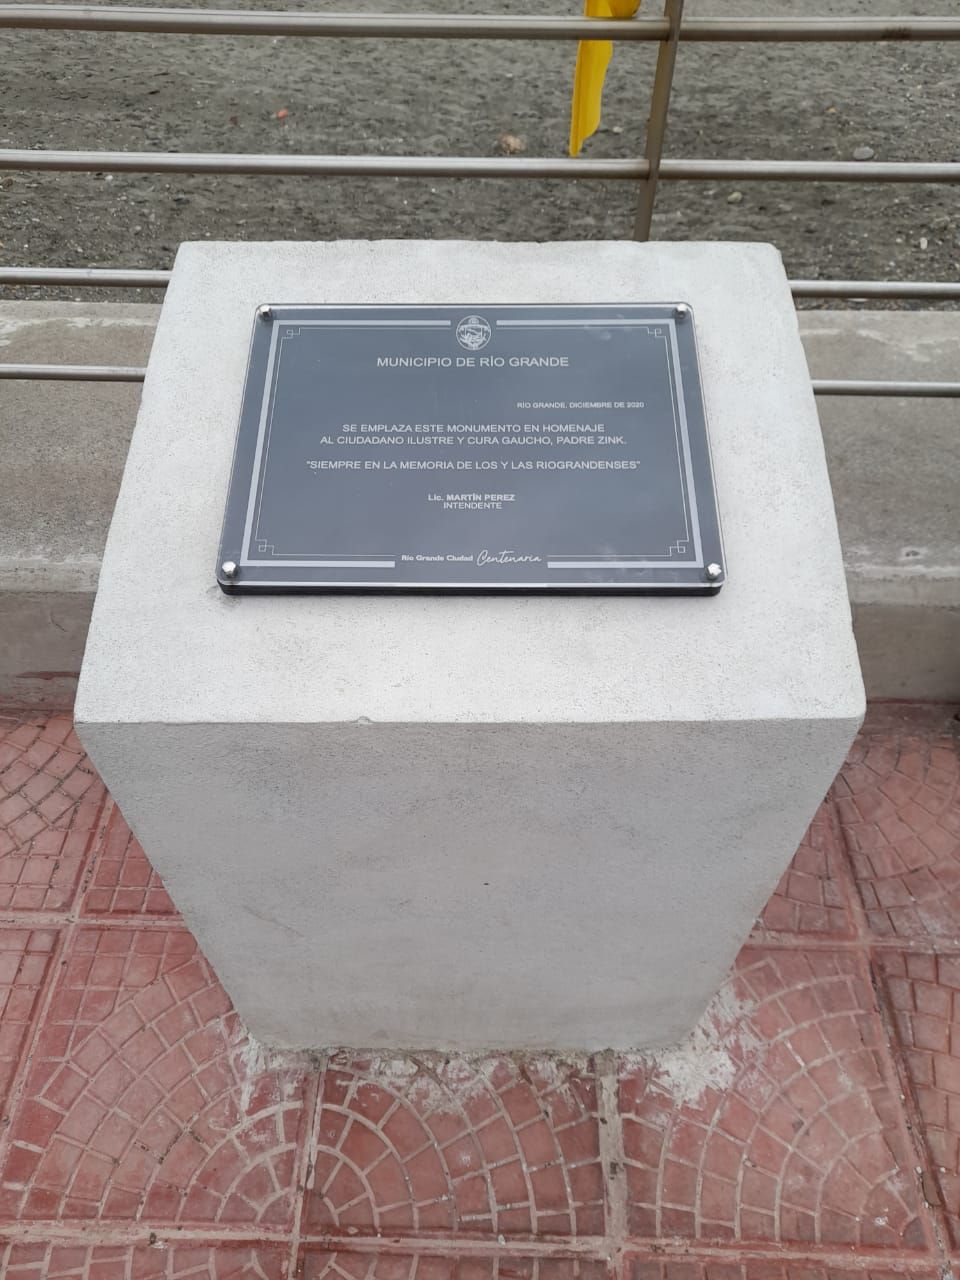 MUNICIPIO DE RÍO GRANDE
RÍO GRANDE, DICIEMBRE DE 2020
SE EMPLAZA ESTE MONUMENTO EN HOMENAJE
AL CIUDADANO ILUSTRE Y CURA GAUCHO, PADRE ZINK.
"SIEMPRE EN LA MEMORIA DE LOS Y LAS RIOGRANDENSES"
Lic. MARTÍN PEREZ
INTENDENTE
Río Grande Ciudad Centenaria